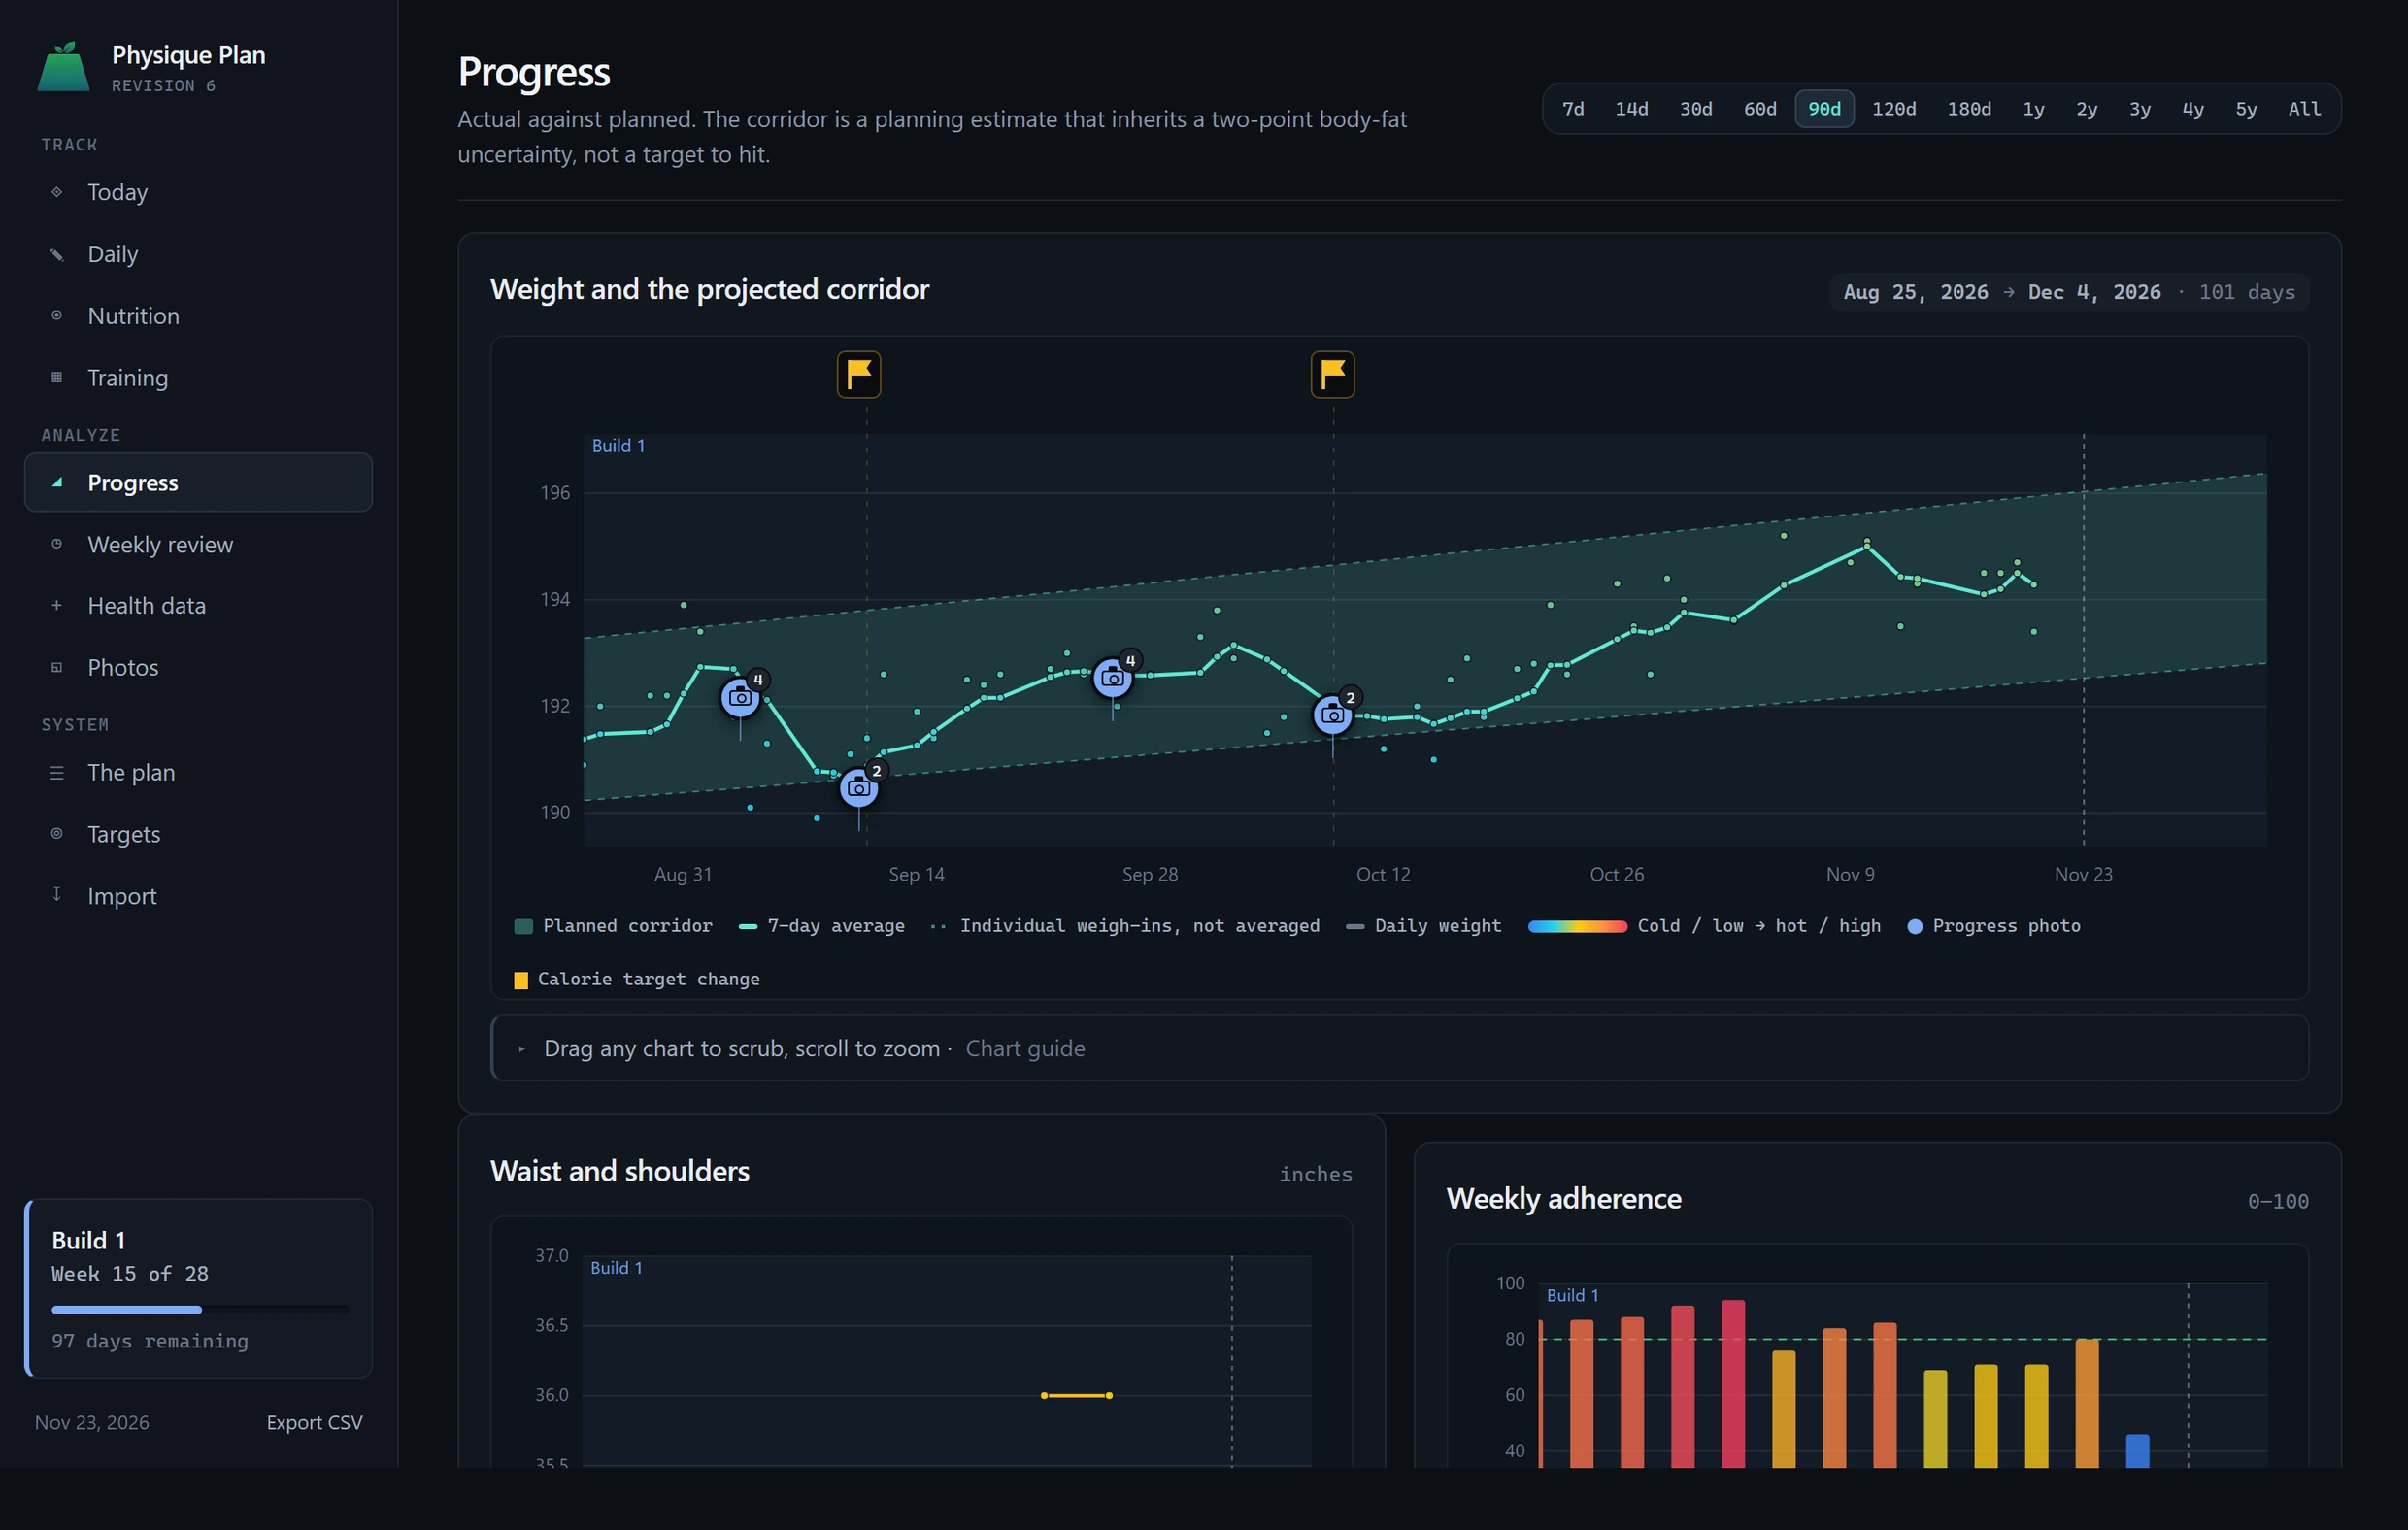 Physique Plan
REVISION 6
TRACK
Today
Daily
Nutrition
Training
ANALYZE
Progress
Weekly review
Health data
Photos
SYSTEM
The plan
Targets
Import
Build 1
Week 15 of 28
97 days remaining
Nov 23, 2026 Export CSV
Progress
Actual against planned. The corridor is a planning estimate that inherits a two-point body-fat
uncertainty, not a target to hit.
7d 14d 30d 60d 90d 120d 180d 1y 2y 3y 4y 5y All
Weight and the projected corridor
Aug 25, 2026 → Dec 4, 2026 · 101 days
Build 1
196
194
192
190
4
2
4
2
Aug 31 Sep 14 Sep 28 Oct 12 Oct 26 Nov 9 Nov 23
Planned corridor 7-day average Individual weigh-ins, not averaged Daily weight Cold / low → hot / high Progress photo
Calorie target change
Drag any chart to scrub, scroll to zoom · Chart guide
Waist and shoulders
inches
37.0
Build 1
36.5
36.0
35.5
Weekly adherence
0–100
100
Build 1
80
60
40